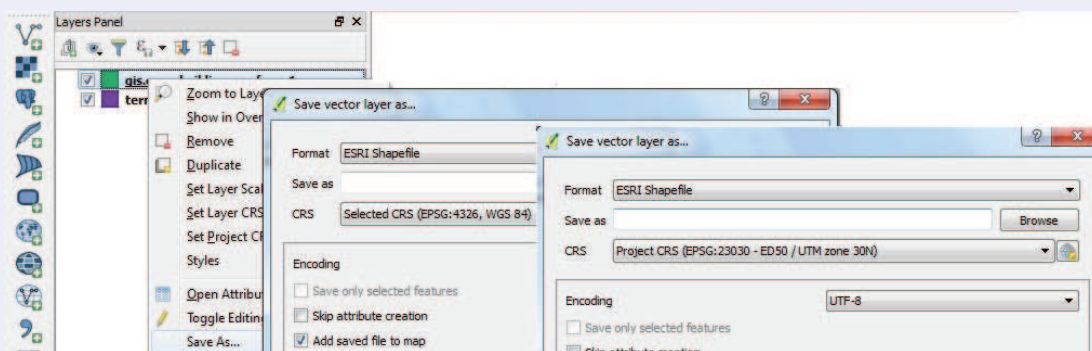 Layers Panel
gis.
terr
Zoom to Laye
Show in Over
Remove
Duplicate
Set Layer Scal
Set Layer CRS
Set Project CR
Styles
Open Attribu
Toggle Editin
Save As...
Save vector layer as...
Format ESRI Shapefile
Save as
CRS Selected CRS (EPSG:4326, WGS 84)
Encoding
Save only selected features
Skip attribute creation
Add saved file to map
Save vector layer as...
Format ESRI Shapefile
Save as Browse
CRS Project CRS (EPSG:23030 - ED50 / UTM zone 30N)
Encoding UTF-8
Save only selected features
Skip attribute creation